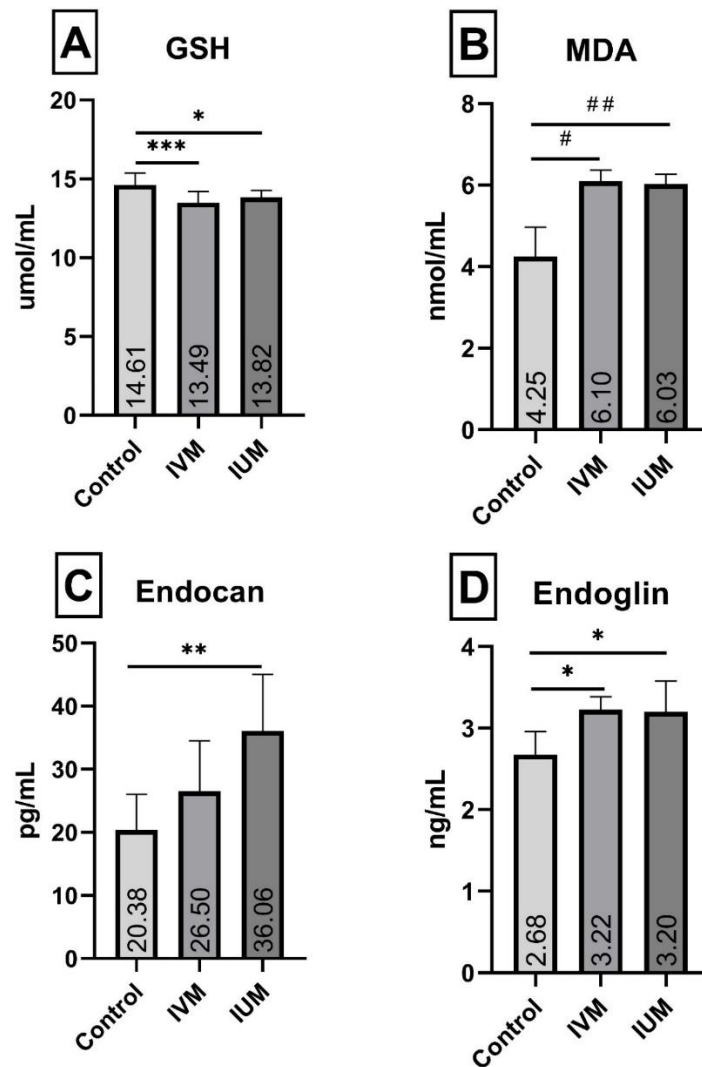 A
GSH
20
15
10
5
0
umol/mL
*
***
14.61
13.49
13.82
Control
IVM
IUM
B
MDA
8
6
4
2
0
nmol/mL
##
#
4.25
6.10
6.03
Control
IVM
IUM
C
Endocan
50
40
30
20
10
0
pg/mL
**
20.38
26.50
36.06
Control
IVM
IUM
D
Endoglin
4
3
2
1
0
ng/mL
*
*
2.68
3.22
3.20
Control
IVM
IUM